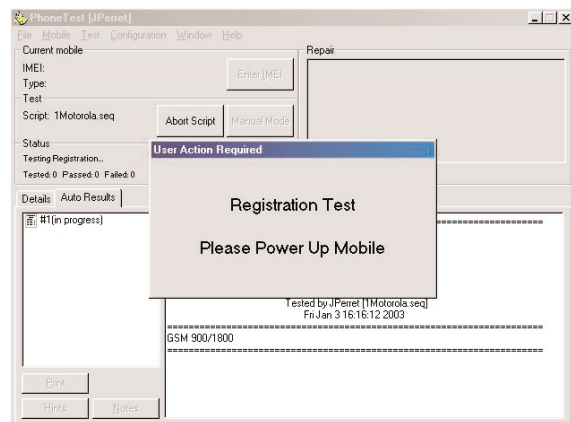 PhoneTest [JPerret]
File Mobile Test Configuration Window Help
Current mobile
IMEI:
Type:
Enter IMEI
Repair
Test
Script: 1Motorola.seq
Abort Script
Manual Mode
Status
Testing Registration...
Tested: 0 Passed: 0 Failed: 0
User Action Required
Registration Test
Please Power Up Mobile
Details
Auto Results
#1(in progress)
Tested by JPerret [1Motorola.seq]
Fri Jan 3 16:16:12 2003
GSM 900/1800
Print
Hints
Notes